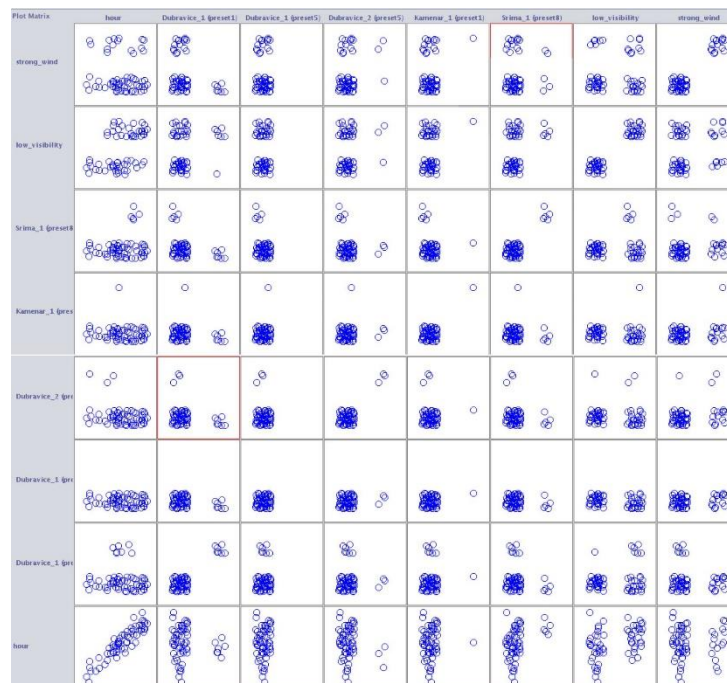 Plot Matrix
hour
Dubravice_1 (preset1)
Dubravice_1 (preset5)
Dubravice_2 (preset5)
Kamenar_1 (preset1)
Srima_1 (preset8)
low_visibility
strong_wind
strong_wind
low_visibility
Srima_1 (preset8
Kamenar_1 (pres
Dubravice_2 (pre
Dubravice_1 (pre
Dubravice_1 (pre
hour